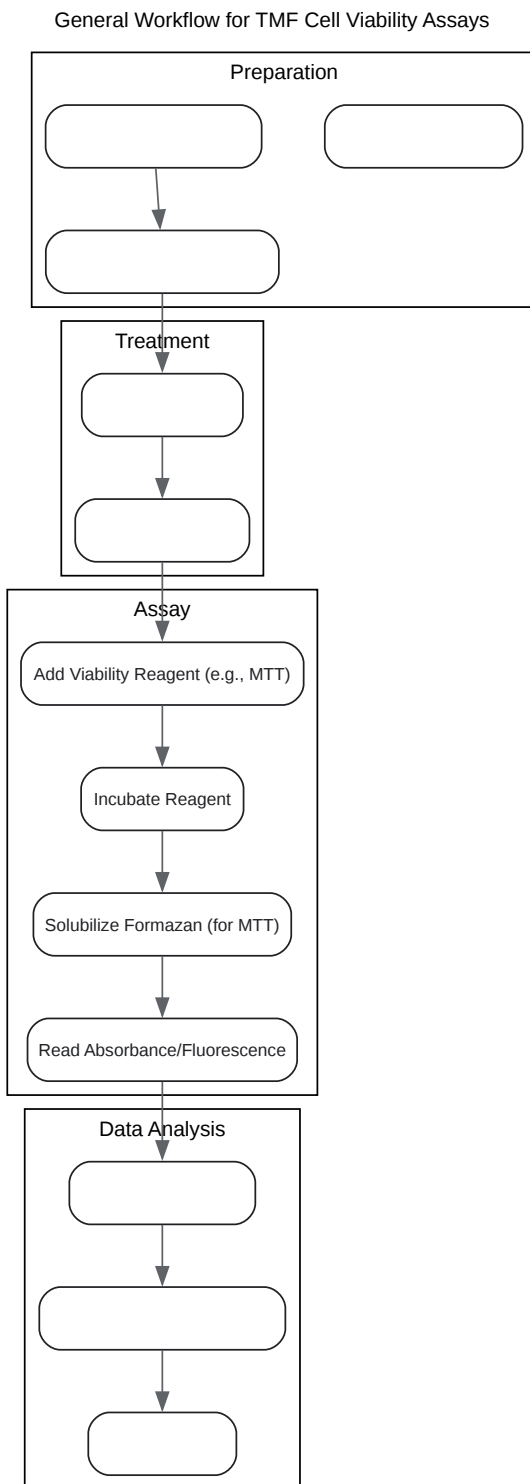 General Workflow for TMF Cell Viability Assays
Preparation
Treatment
Assay
Add Viability Reagent (e.g., MTT)
Incubate Reagent
Solubilize Formazan (for MTT)
Read Absorbance/Fluorescence
Data Analysis